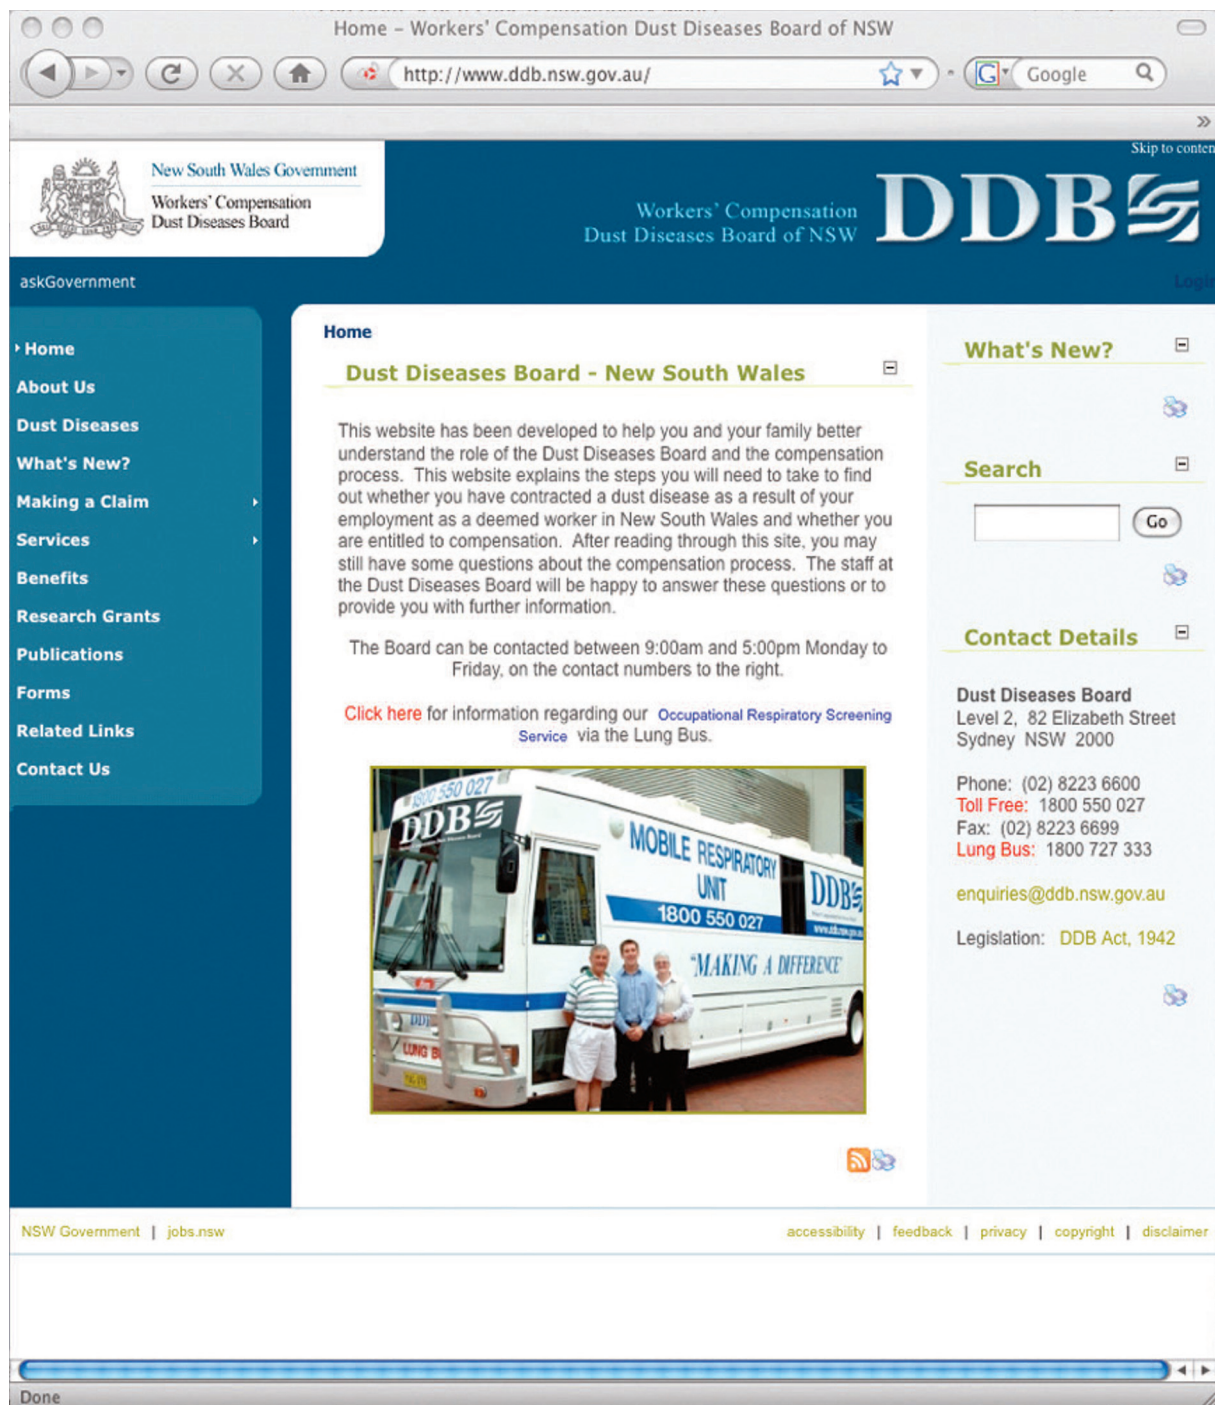 Home – Workers' Compensation Dust Diseases Board of NSW
http://www.ddb.nsw.gov.au/
G
Google
»
Skip to conten
New South Wales Government
Workers' Compensation
Dust Diseases Board
Workers' Compensation
Dust Diseases Board of NSW
DDB
askGovernment
Login
Home
About Us
Dust Diseases
What's New?
Making a Claim
Services
Benefits
Research Grants
Publications
Forms
Related Links
Contact Us
Home
Dust Diseases Board - New South Wales
This website has been developed to help you and your family better
understand the role of the Dust Diseases Board and the compensation
process. This website explains the steps you will need to take to find
out whether you have contracted a dust disease as a result of your
employment as a deemed worker in New South Wales and whether you
are entitled to compensation. After reading through this site, you may
still have some questions about the compensation process. The staff at
the Dust Diseases Board will be happy to answer these questions or to
provide you with further information.
The Board can be contacted between 9:00am and 5:00pm Monday to
Friday, on the contact numbers to the right.
Click here for information regarding our Occupational Respiratory Screening
Service via the Lung Bus.
1800 550 027
DDB
MOBILE RESPIRATORY
UNIT
1800 550 027
DDB
www.ddb.nsw.gov.au
"MAKING A DIFFERENCE"
DDB
LUNG BUS
What's New?
Search
Go
Contact Details
Dust Diseases Board
Level 2, 82 Elizabeth Street
Sydney NSW 2000
Phone: (02) 8223 6600
Toll Free: 1800 550 027
Fax: (02) 8223 6699
Lung Bus: 1800 727 333
enquiries@ddb.nsw.gov.au
Legislation: DDB Act, 1942
NSW Government | jobs.nsw
accessibility | feedback | privacy | copyright | disclaimer
Done